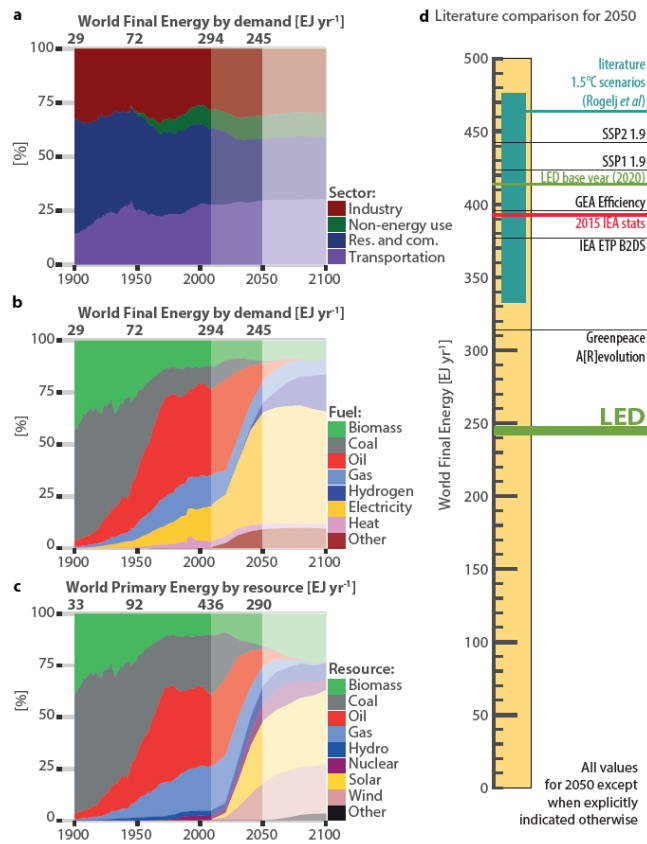 a
World Final Energy by demand [EJ yr-1]
29 72 294 245
100
75
50
25
0
[%]
1900 1950 2000 2050 2100
Sector:
Industry
Non-energy use
Res. and com.
Transportation
b
World Final Energy by demand [EJ yr-1]
29 72 294 245
100
75
50
25
0
[%]
1900 1950 2000 2050 2100
Fuel:
Biomass
Coal
Oil
Gas
Hydrogen
Electricity
Heat
Other
c
World Primary Energy by resource [EJ yr-1]
33 92 436 290
100
75
50
25
0
[%]
1900 1950 2000 2050 2100
Resource:
Biomass
Coal
Oil
Gas
Hydro
Nuclear
Solar
Wind
Other
d Literature comparison for 2050
World Final Energy [EJ yr-1]
500
450
400
350
300
250
200
150
100
50
0
literature
1.5°C scenarios
(Rogelj et al)
SSP2 1.9
SSP1 1.9
LED base year (2020)
GEA Efficiency
2015 IEA stats
IEA ETP B2DS
Greenpeace
A[R]evolution
LED
All values
for 2050 except
when explicitly
indicated otherwise